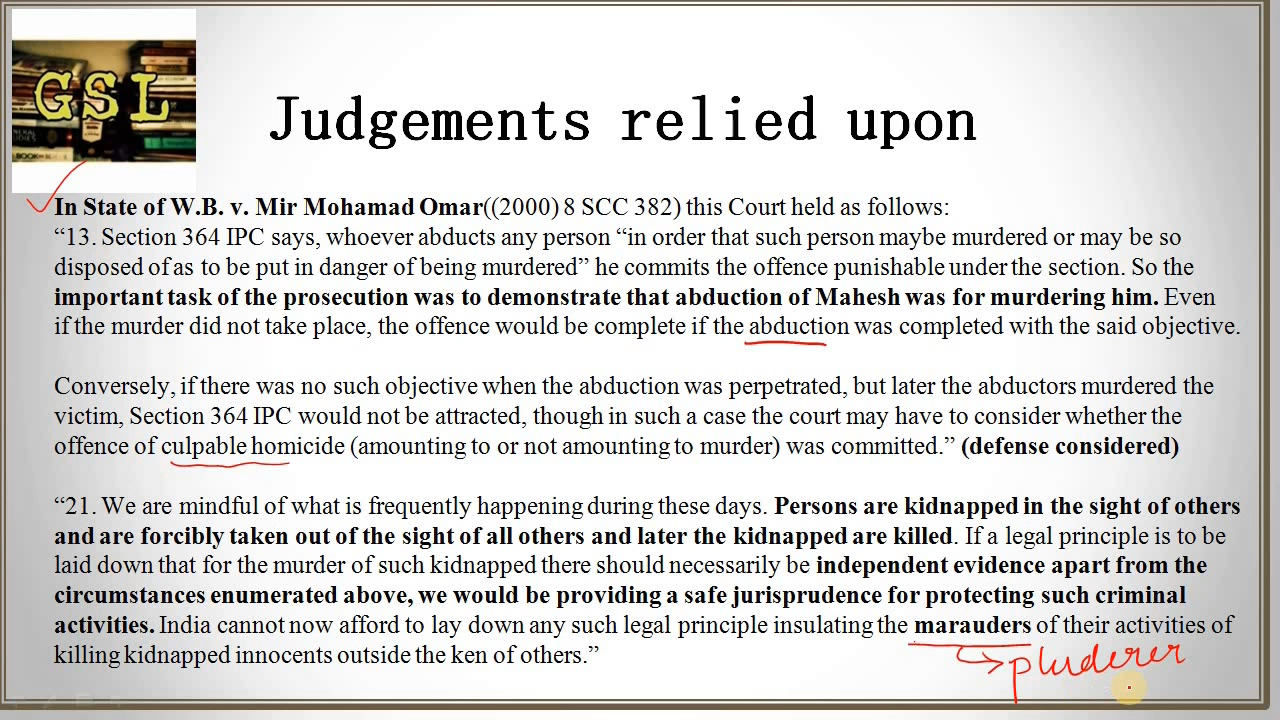 GSL
Judgements relied upon
In State of W.B. v. Mir Mohamad Omar((2000) 8 SCC 382) this Court held as follows:
“13. Section 364 IPC says, whoever abducts any person “in order that such person maybe murdered or may be so
disposed of as to be put in danger of being murdered” he commits the offence punishable under the section. So the
important task of the prosecution was to demonstrate that abduction of Mahesh was for murdering him. Even
if the murder did not take place, the offence would be complete if the abduction was completed with the said objective.
Conversely, if there was no such objective when the abduction was perpetrated, but later the abductors murdered the
victim, Section 364 IPC would not be attracted, though in such a case the court may have to consider whether the
offence of culpable homicide (amounting to or not amounting to murder) was committed.” (defense considered)
“21. We are mindful of what is frequently happening during these days. Persons are kidnapped in the sight of others
and are forcibly taken out of the sight of all others and later the kidnapped are killed. If a legal principle is to be
laid down that for the murder of such kidnapped there should necessarily be independent evidence apart from the
circumstances enumerated above, we would be providing a safe jurisprudence for protecting such criminal
activities. India cannot now afford to lay down any such legal principle insulating the marauders of their activities of
killing kidnapped innocents outside the ken of others.”
pluderer